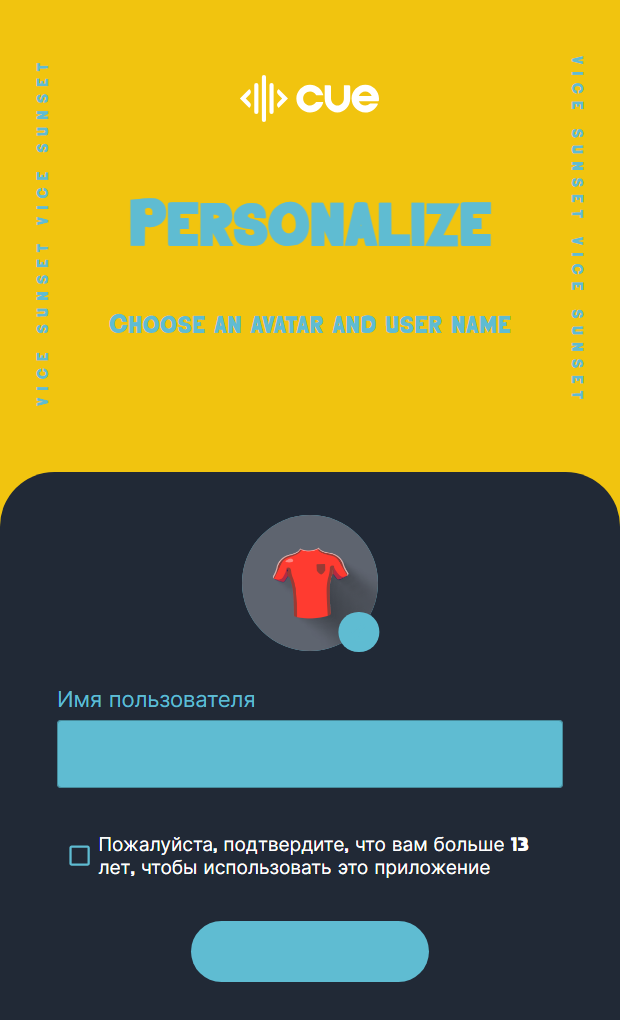 cue
VICE SUNSET VICE SUNSET
VICE SUNSET VICE SUNSET
PERSONALIZE
CHOOSE AN AVATAR AND USER NAME
Имя пользователя
Пожалуйста, подтвердите, что вам больше 13
лет, чтобы использовать это приложение